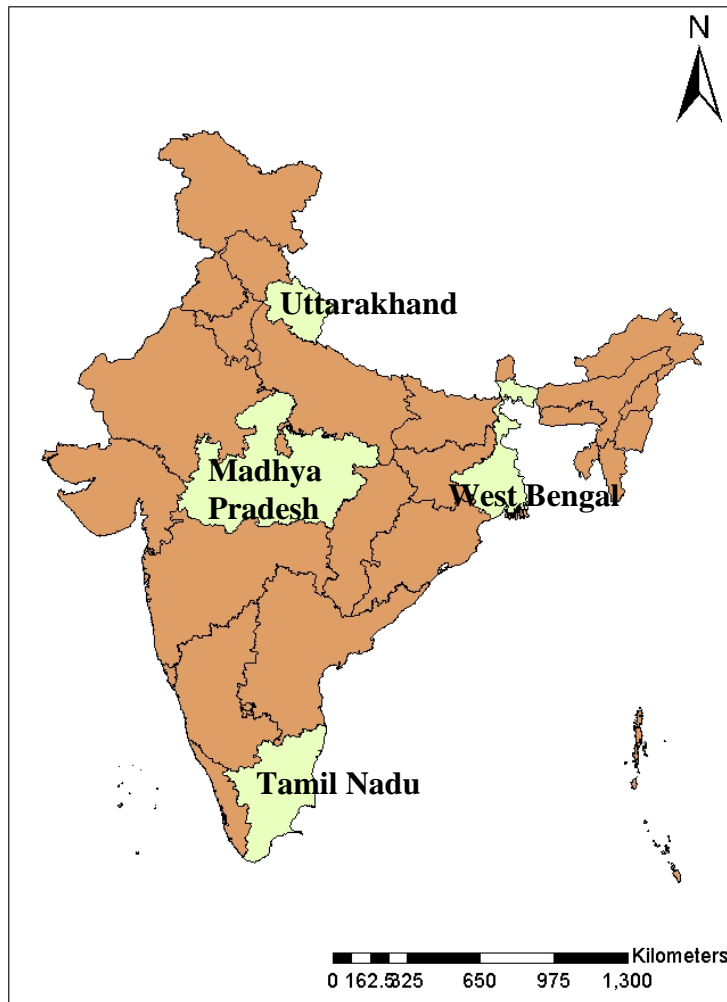 N
Uttarakhand
Madhya
Pradesh
West Bengal
Tamil Nadu
Kilometers
0 162.5 325 650 975 1,300